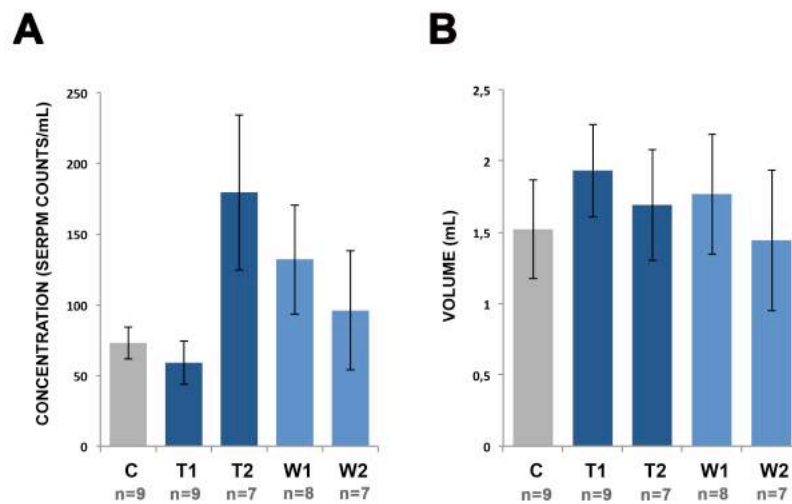 A
CONCENTRATION (SERPM COUNTS/mL)
250
200
150
100
50
0
C T1 T2 W1 W2
n=9 n=9 n=7 n=8 n=7
B
VOLUME (mL)
2,5
2
1,5
1
0,5
0
C T1 T2 W1 W2
n=9 n=9 n=7 n=8 n=7